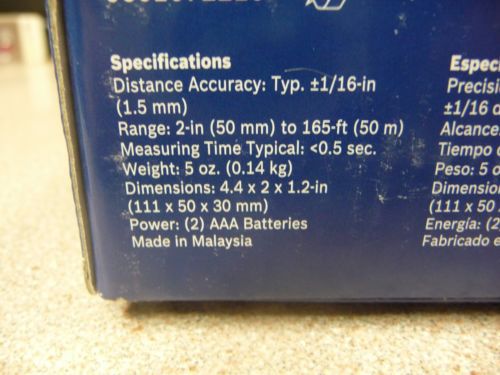 Specifications
Distance Accuracy: Typ. ±1/16-in
(1.5 mm)
Range: 2-in (50 mm) to 165-ft (50 m)
Measuring Time Typical: <0.5 sec.
Weight: 5 oz. (0.14 kg)
Dimensions: 4.4 x 2 x 1.2-in
(111 x 50 x 30 mm)
Power: (2) AAA Batteries
Made in Malaysia
Especi
Precisió
±1/16 d
Alcance
Tiempo d
Peso: 5 o
Dimension
(111 x 50
Energía: (2
Fabricado e